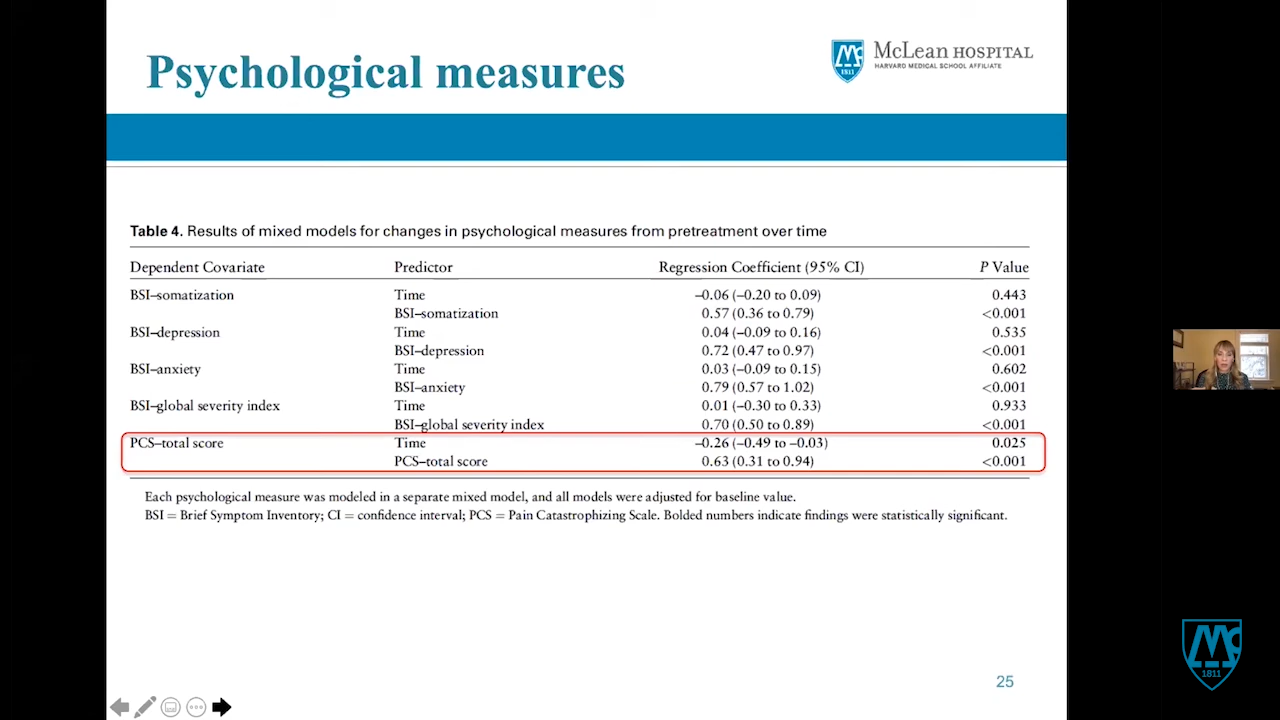 Psychological measures
McLean HOSPITAL
HARVARD MEDICAL SCHOOL AFFILIATE
1811
Table 4. Results of mixed models for changes in psychological measures from pretreatment over time
Dependent Covariate Predictor Regression Coefficient (95% CI) P Value
BSI–somatization Time –0.06 (–0.20 to 0.09) 0.443
BSI–somatization 0.57 (0.36 to 0.79) <0.001
BSI–depression Time 0.04 (–0.09 to 0.16) 0.535
BSI–depression 0.72 (0.47 to 0.97) <0.001
BSI–anxiety Time 0.03 (–0.09 to 0.15) 0.602
BSI–anxiety 0.79 (0.57 to 1.02) <0.001
BSI–global severity index Time 0.01 (–0.30 to 0.33) 0.933
BSI–global severity index 0.70 (0.50 to 0.89) <0.001
PCS–total score Time –0.26 (–0.49 to –0.03) 0.025
PCS–total score 0.63 (0.31 to 0.94) <0.001
Each psychological measure was modeled in a separate mixed model, and all models were adjusted for baseline value.
BSI = Brief Symptom Inventory; CI = confidence interval; PCS = Pain Catastrophizing Scale. Bolded numbers indicate findings were statistically significant.
25
1811